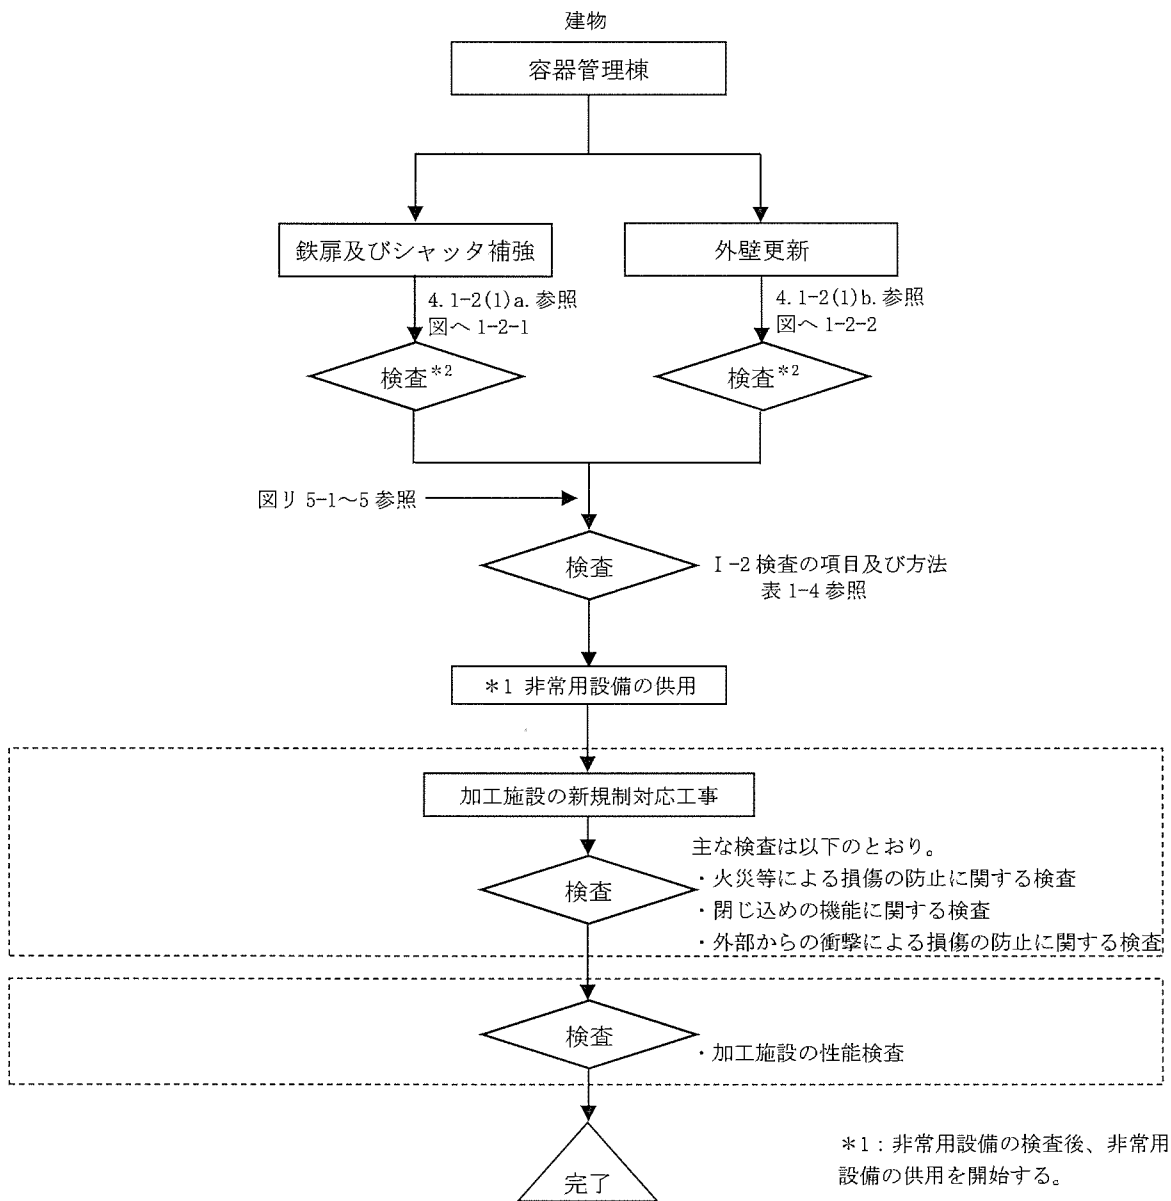 建物
容器管理棟
鉄扉及びシャッタ補強
外壁更新
4.1-2(1)a.参照
図ヘ 1-2-1
4.1-2(1)b.参照
図ヘ 1-2-2
検査*2
検査*2
図リ 5-1～5 参照
検査
Ⅰ-2 検査の項目及び方法
表 1-4 参照
*1 非常用設備の供用
加工施設の新規制対応工事
検査
主な検査は以下のとおり。
・火災等による損傷の防止に関する検査
・閉じ込めの機能に関する検査
・外部からの衝撃による損傷の防止に関する検査
検査
・加工施設の性能検査
完了
*1：非常用設備の検査後、非常用
設備の供用を開始する。